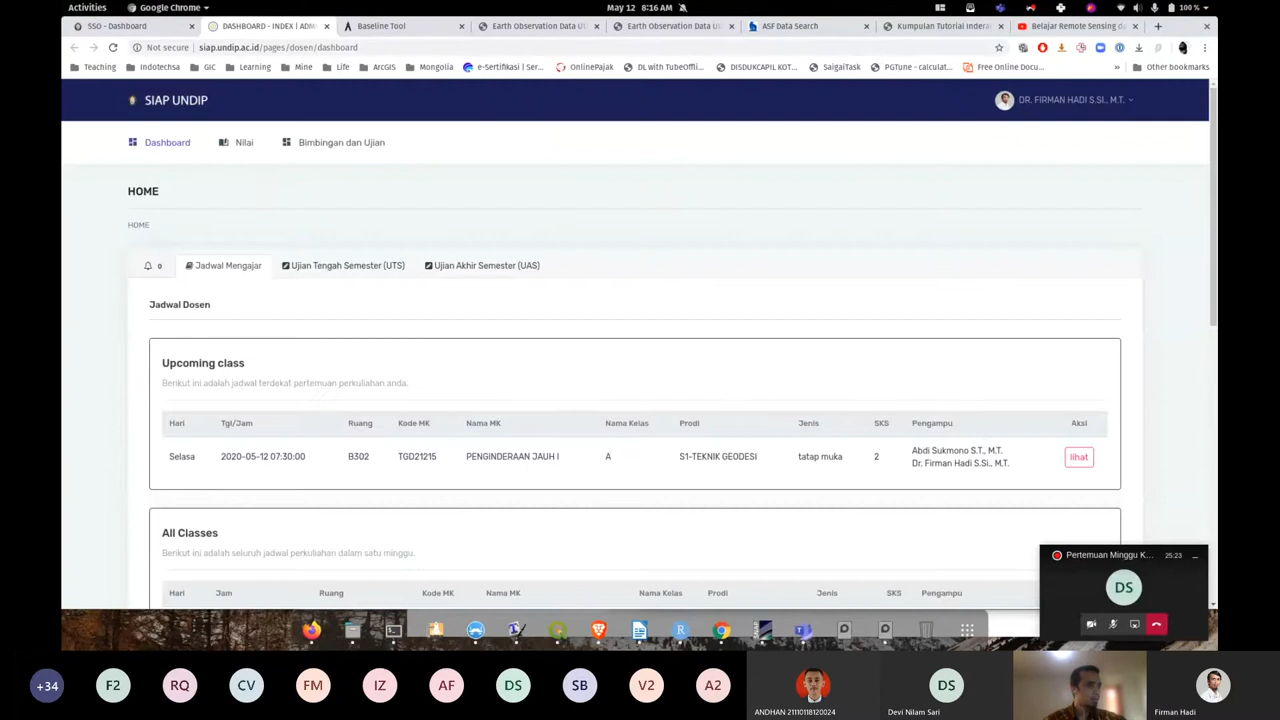 Activities
Google Chrome
May 12 8:16 AM
100 %
SSO - Dashboard
DASHBOARD - INDEX | ADM
Baseline Tool
Earth Observation Data U
Earth Observation Data U
ASF Data Search
Kumpulan Tutorial Inderaj
Belajar Remote Sensing da
Not secure
siap.undip.ac.id/pages/dosen/dashboard
Teaching
Indotechsa
GIC
Learning
Mine
Life
ArcGIS
Mongolia
e-Sertifikasi | Ser...
OnlinePajak
DL with TubeOffli...
DISDUKCAPIL KOT...
SaigaiTask
PGTune - calculat...
Free Online Docu...
»
Other bookmarks
SIAP UNDIP
DR. FIRMAN HADI S.SI., M.T.
Dashboard
Nilai
Bimbingan dan Ujian
HOME
HOME
0
Jadwal Mengajar
Ujian Tengah Semester (UTS)
Ujian Akhir Semester (UAS)
Jadwal Dosen
Upcoming class
Berikut ini adalah jadwal terdekat pertemuan perkuliahan anda.
Hari Tgl/Jam Ruang Kode MK Nama MK Nama Kelas Prodi Jenis SKS Pengampu Aksi
Selasa 2020-05-12 07:30:00 B302 TGD21215 PENGINDERAAN JAUH I A S1-TEKNIK GEODESI tatap muka 2 Abdi Sukmono S.T., M.T. lihat
Dr. Firman Hadi S.Si., M.T.
All Classes
Berikut ini adalah seluruh jadwal perkuliahan dalam satu minggu.
Hari Jam Ruang Kode MK Nama MK Nama Kelas Prodi Jenis SKS Pengampu
Pertemuan Minggu K...
25:23
DS
+34
F2
RQ
CV
FM
IZ
AF
DS
SB
V2
A2
DS
ANDHAN 21110118120024
Devi Nilam Sari
Firman Hadi